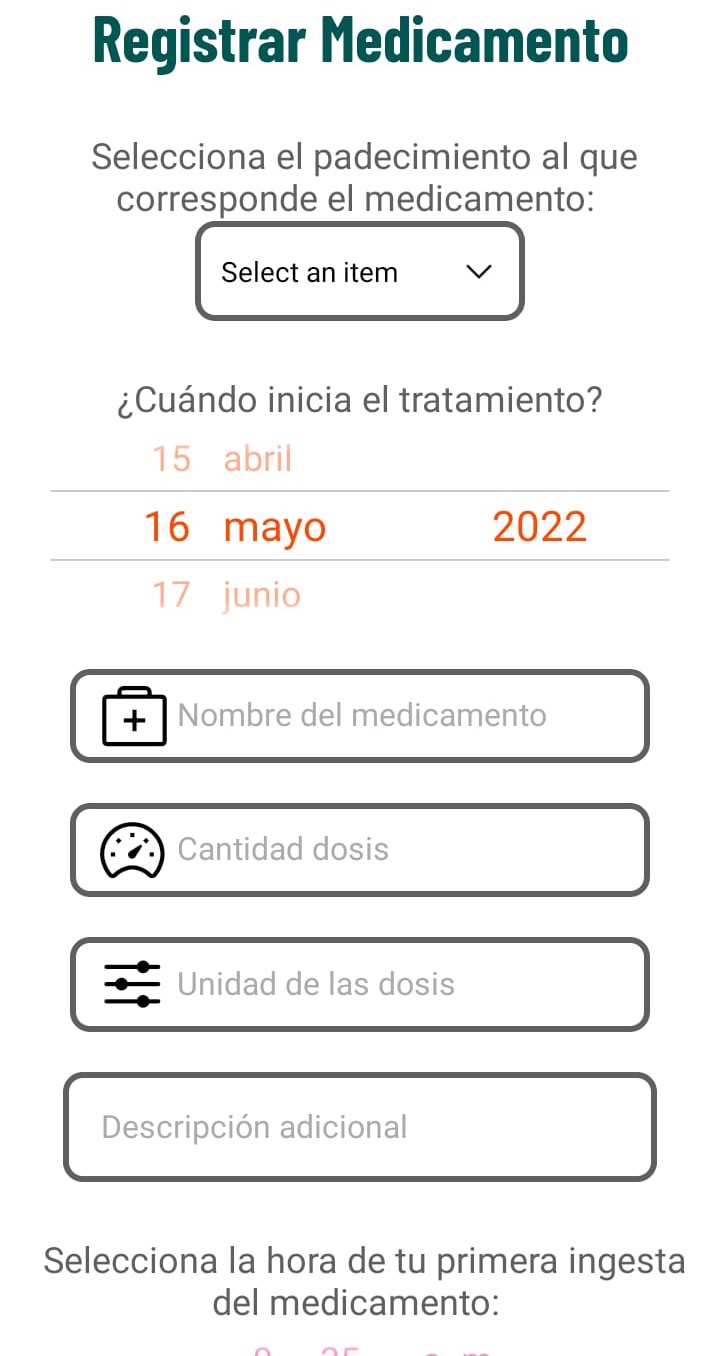 Registrar Medicamento
Selecciona el padecimiento al que
corresponde el medicamento:
Select an item
¿Cuándo inicia el tratamiento?
15 abril
16 mayo 2022
17 junio
Nombre del medicamento
Cantidad dosis
Unidad de las dosis
Descripción adicional
Selecciona la hora de tu primera ingesta
del medicamento: